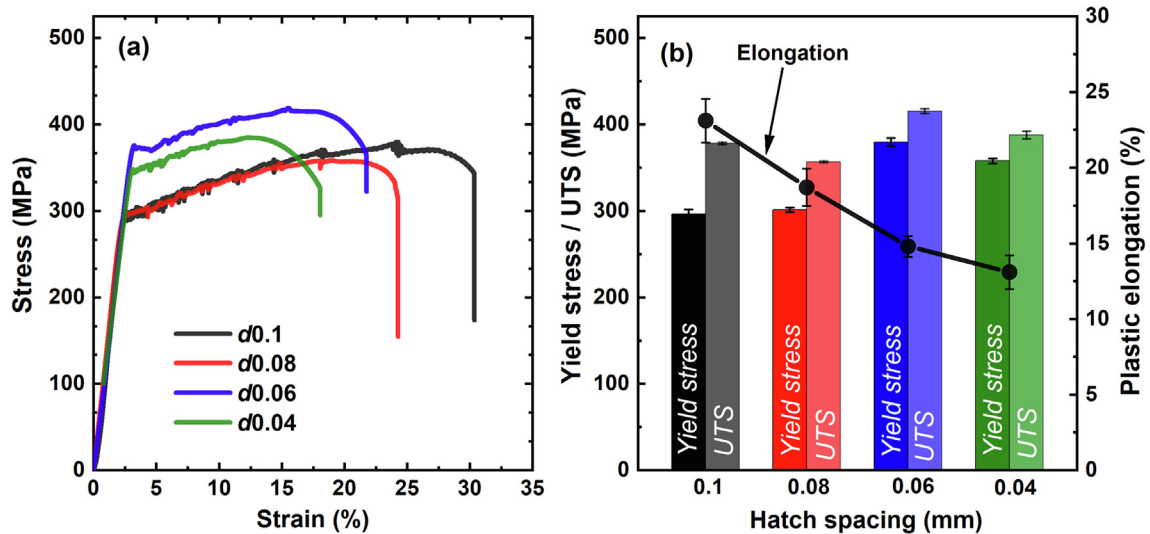 (a)
Stress (MPa)
500
400
300
200
100
0
d0.1
d0.08
d0.06
d0.04
0 5 10 15 20 25 30 35
Strain (%)
(b)
Elongation
Yield stress / UTS (MPa)
500
400
300
200
100
0
Yield stress
UTS
Yield stress
UTS
Yield stress
UTS
Yield stress
UTS
30
25
20
15
10
5
0
Plastic elongation (%)
0.1 0.08 0.06 0.04
Hatch spacing (mm)